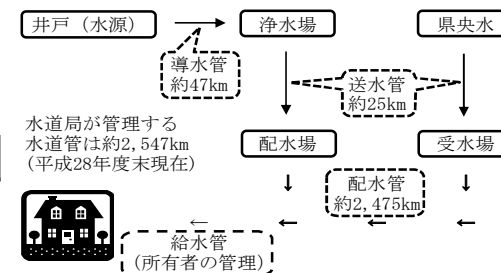 井戸（水源）
浄水場
県央水
導水管
約47km
送水管
約25km
水道局が管理する
水道管は約2,547km
(平成28年度末現在)
配水場
受水場
配水管
約2,475km
給水管
(所有者の管理)